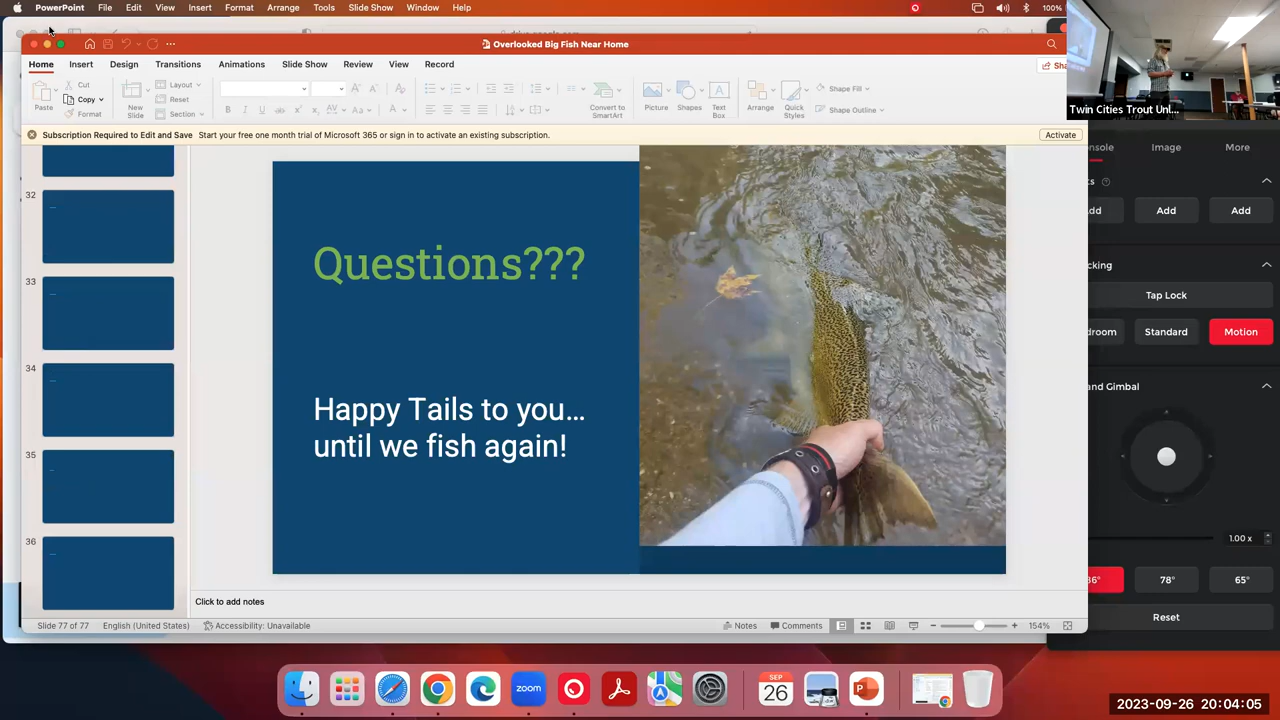 PowerPoint File Edit View Insert Format Arrange Tools Slide Show Window Help 100%
Overlooked Big Fish Near Home
Home Insert Design Transitions Animations Slide Show Review View Record
Paste
Cut
Copy
Format
New
Slide
Layout
Reset
Section
Convert to
SmartArt
Picture
Shapes
Text
Box
Arrange
Quick
Styles
Shape Fill
Shape Outline
Subscription Required to Edit and Save Start your free one month trial of Microsoft 365 or sign in to activate an existing subscription.
Activate
32
33
34
35
36
Questions???
Happy Tails to you...
until we fish again!
Click to add notes
Slide 77 of 77 English (United States) Accessibility: Unavailable Notes Comments 154%
Twin Cities Trout Unl...
Image More
Add Add
Tap Lock
Standard Motion
and Gimbal
1.00 x
78° 65°
Reset
zoom
SEP
26
2023-09-26 20:04:05